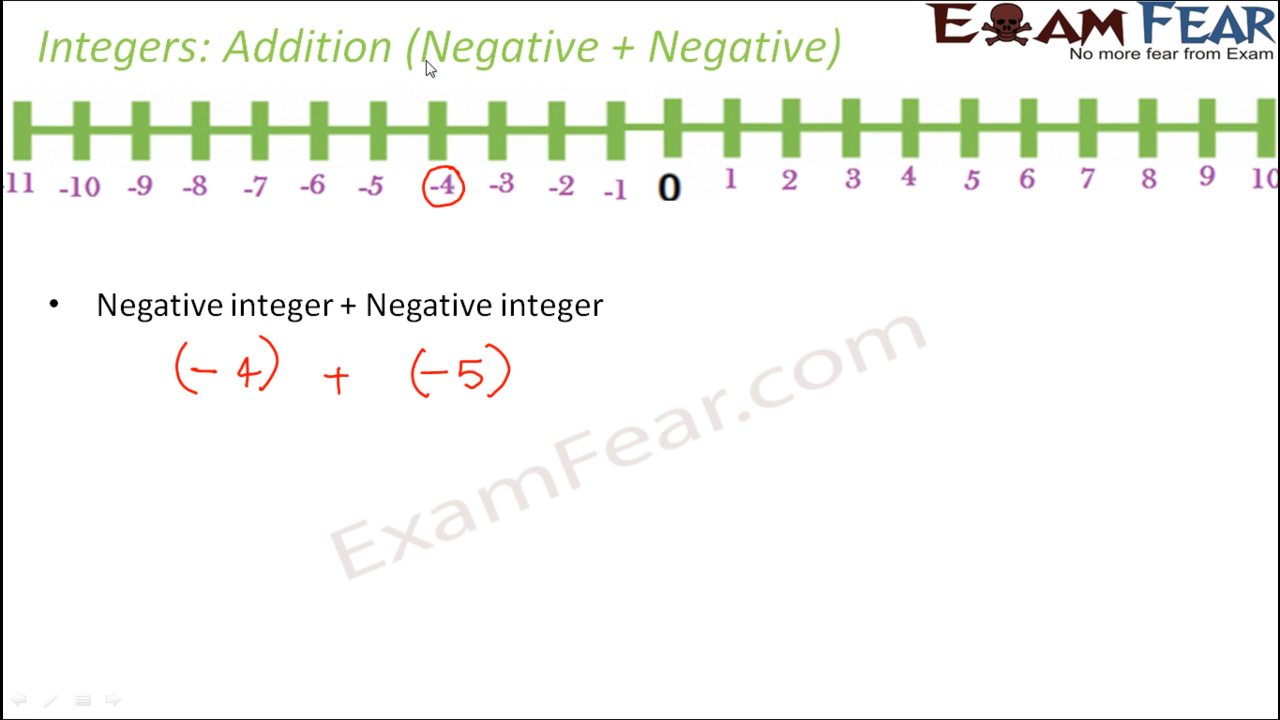 Integers: Addition (Negative + Negative)
EXAM FEAR
No more fear from Exam
-11 -10 -9 -8 -7 -6 -5 -4 -3 -2 -1 0 1 2 3 4 5 6 7 8 9 10
• Negative integer + Negative integer
(-4) + (-5)
ExamFear.com